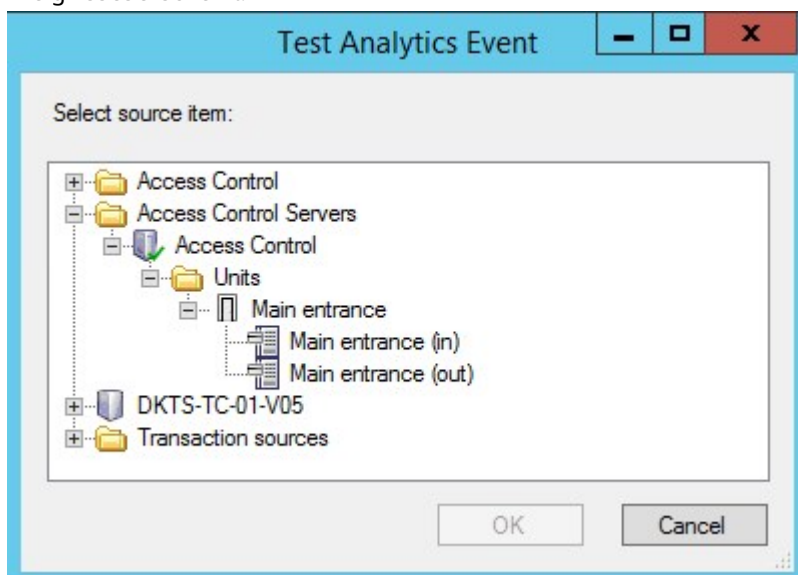 Test Analytics Event
Select source item:
Access Control
Access Control Servers
Access Control
Units
Main entrance
Main entrance (in)
Main entrance (out)
DKTS-TC-01-V05
Transaction sources
OK
Cancel